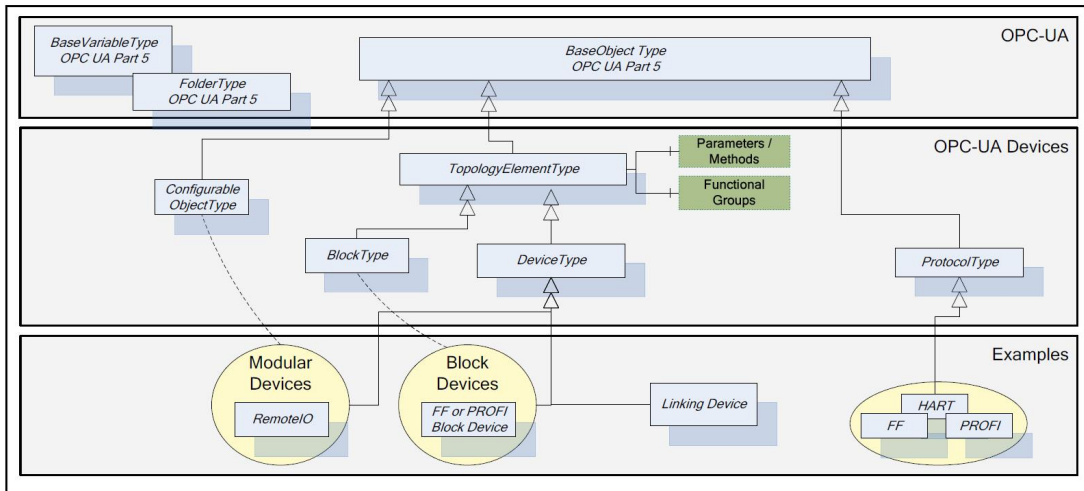 OPC-UA
BaseVariableType
OPC UA Part 5
FolderType
OPC UA Part 5
BaseObject Type
OPC UA Part 5
OPC-UA Devices
Configurable
ObjectType
TopologyElementType
Parameters /
Methods
Functional
Groups
BlockType
DeviceType
ProtocolType
Examples
Modular
Devices
RemoteIO
Block
Devices
FF or PROFI
Block Device
Linking Device
HART
FF
PROFI